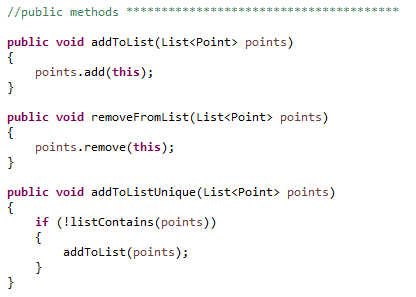 //public methods ***************************************
public void addToList(List<Point> points)
{
    points.add(this);
}
public void removeFromList(List<Point> points)
{
    points.remove(this);
}
public void addToListUnique(List<Point> points)
{
    if (!listContains(points))
    {
        addToList(points);
    }
}